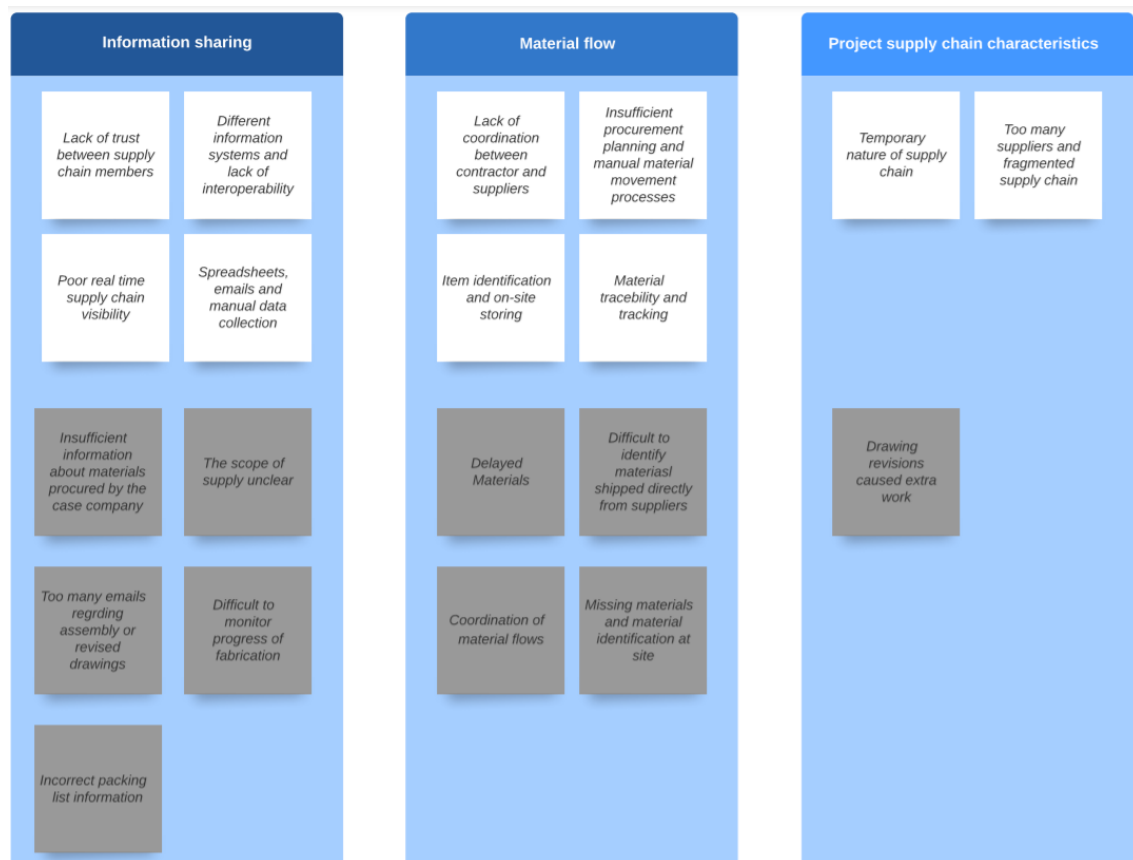 Information sharing
Lack of trust
between supply
chain members
Different
information
systems and
lack of
interoperability
Poor real time
supply chain
visibility
Spreadsheets,
emails and
manual data
collection
Insufficient
information
about materials
procured by the
case company
The scope of
supply unclear
Too many emails
regrding
assembly or
revised
drawings
Difficult to
monitor
progress of
fabrication
Incorrect packing
list information
Material flow
Lack of
coordination
between
contractor and
suppliers
Insufficient
procurement
planning and
manual material
movement
processes
Item identification
and on-site
storing
Material
tracebility and
tracking
Delayed
Materials
Difficult to
identify
materiasl
shipped directly
from suppliers
Coordination of
material flows
Missing materials
and material
identification at
site
Project supply chain characteristics
Temporary
nature of supply
chain
Too many
suppliers and
fragmented
supply chain
Drawing
revisions
caused extra
work